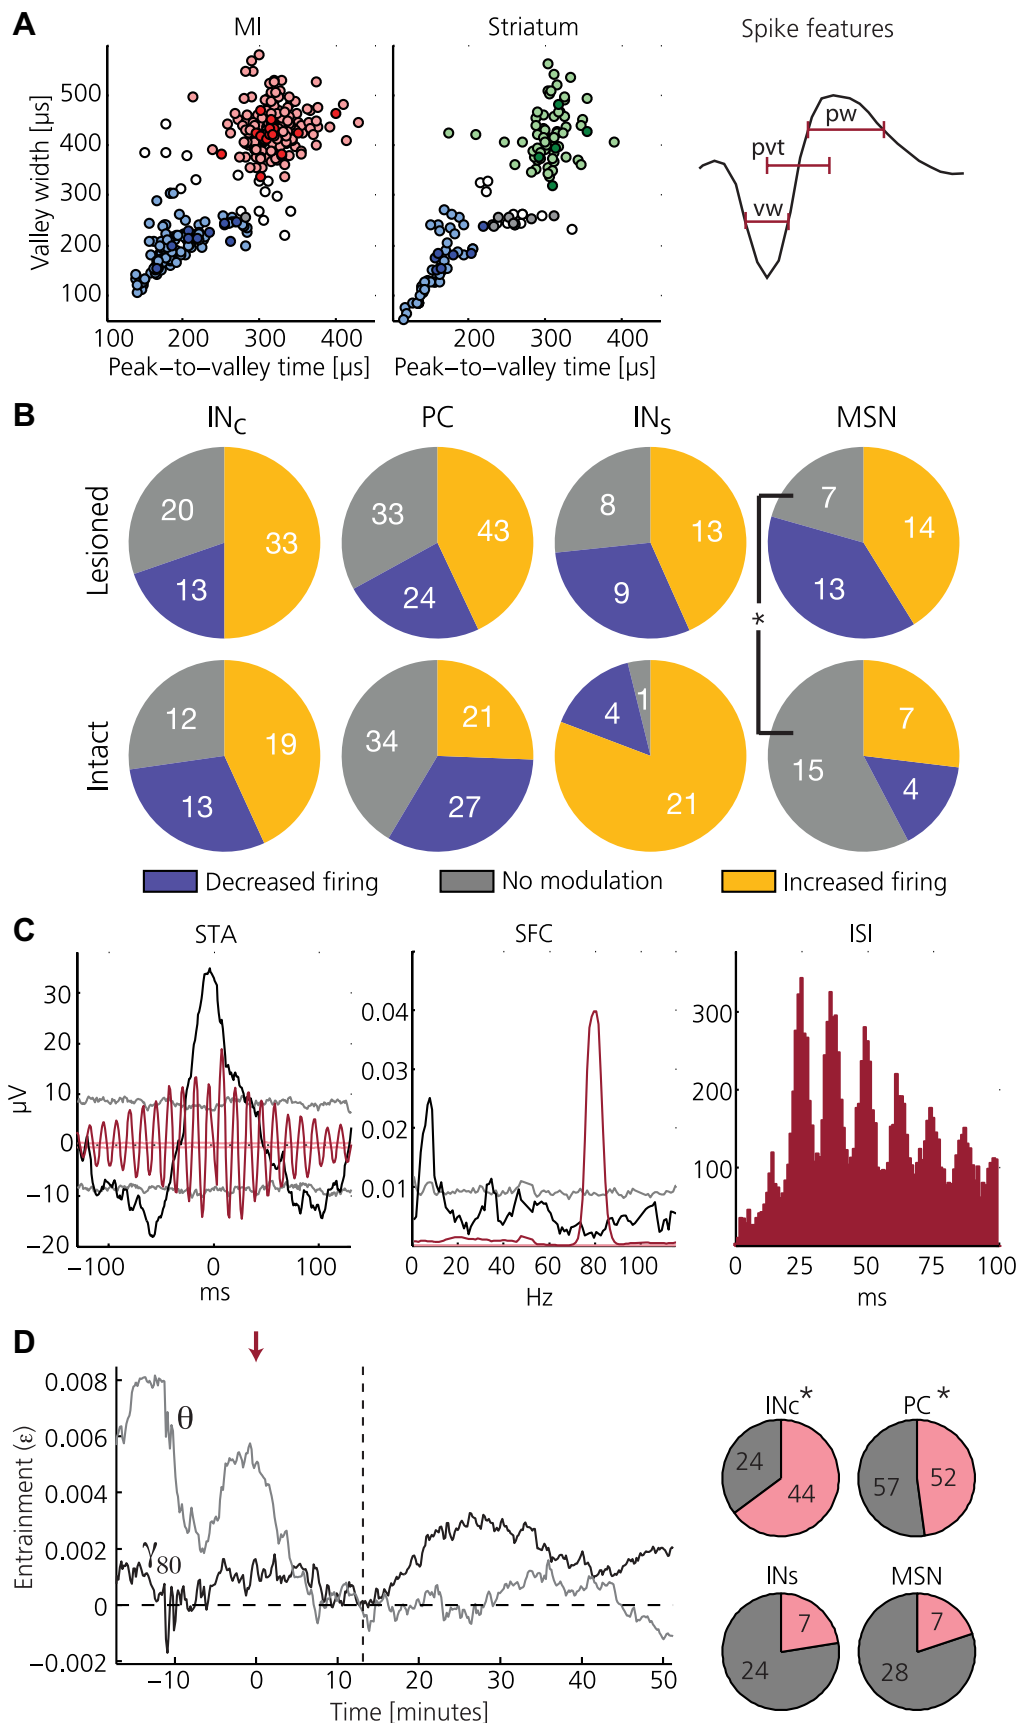 A
MI
Striatum
Spike features
Valley width [µs]
500
400
300
200
100
100
200
300
400
200
300
400
Peak–to–valley time [µs]
Peak–to–valley time [µs]
pw
pvt
vw
B
IN_C
PC
IN_S
MSN
Lesioned
20
33
13
33
43
24
8
13
9
7
14
13
*
Intact
12
19
13
34
21
27
4
1
21
15
7
4
Decreased firing
No modulation
Increased firing
C
STA
SFC
ISI
µV
30
20
10
0
−10
−20
−100
0
100
ms
0.04
0.03
0.02
0.01
0
20
40
60
80
100
Hz
300
200
100
0
25
50
75
100
ms
D
Entrainment (ε)
0.008
0.006
0.004
0.002
0
−0.002
θ
γ80
−10
0
10
20
30
40
50
Time [minutes]
INc*
PC*
24
44
57
52
INs
MSN
7
24
7
28